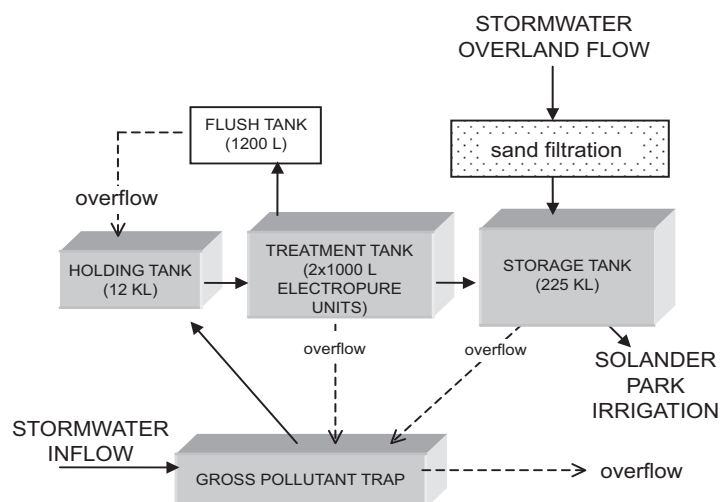 STORMWATER
OVERLAND FLOW
FLUSH TANK
(1200 L)
sand filtration
overflow
HOLDING TANK
(12 KL)
TREATMENT TANK
(2x1000 L
ELECTROPURE
UNITS)
STORAGE TANK
(225 KL)
overflow
overflow
SOLANDER
PARK
IRRIGATION
STORMWATER
INFLOW
GROSS POLLUTANT TRAP
overflow